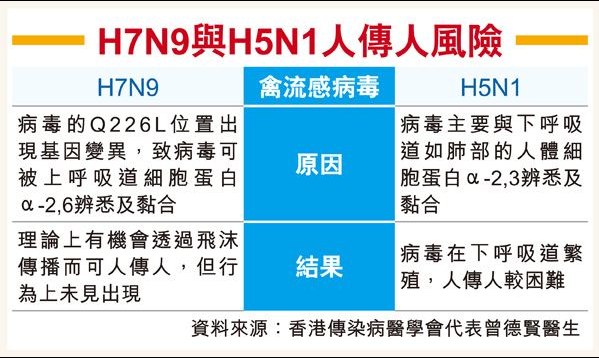 H7N9與H5N1人傳人風險
H7N9
禽流感病毒
H5N1
病毒的Q226L位置出
現基因變異，致病毒可
被上呼吸道細胞蛋白
α-2,6辨悉及黏合
原因
病毒主要與下呼吸
道如肺部的人體細
胞蛋白α-2,3辨悉及
黏合
理論上有機會透過飛沫
傳播而可人傳人，但行
為上未見出現
結果
病毒在下呼吸道繁
殖，人傳人較困難
資料來源：香港傳染病醫學會代表曾德賢醫生